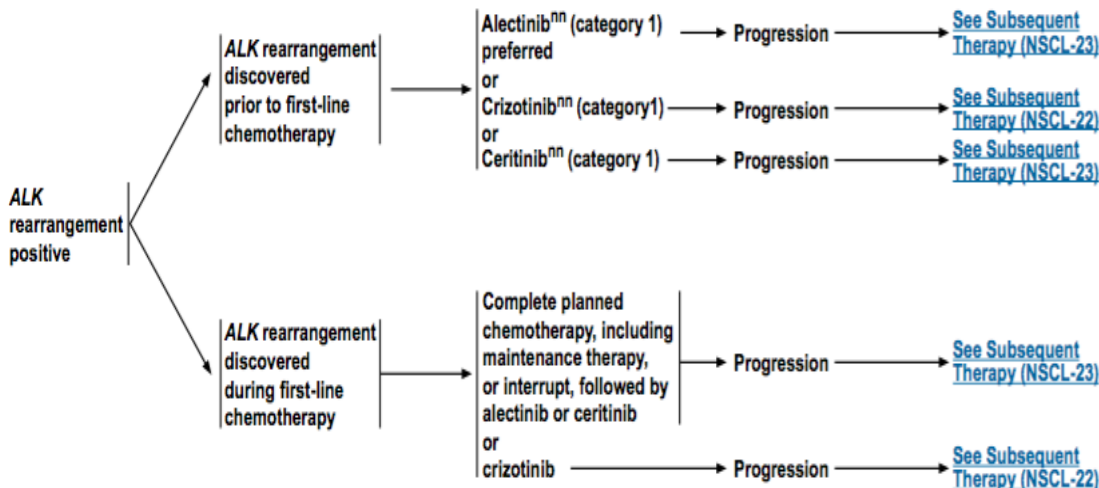 ALK
rearrangement
positive
ALK rearrangement
discovered
prior to first-line
chemotherapy
Alectinibnn (category 1)
preferred
or
Crizotinibnn (category1)
or
Ceritinibnn (category 1)
Progression
See Subsequent
Therapy (NSCL-23)
Progression
See Subsequent
Therapy (NSCL-22)
Progression
See Subsequent
Therapy (NSCL-23)
ALK rearrangement
discovered
during first-line
chemotherapy
Complete planned
chemotherapy, including
maintenance therapy,
or interrupt, followed by
alectinib or ceritinib
or
crizotinib
Progression
See Subsequent
Therapy (NSCL-23)
Progression
See Subsequent
Therapy (NSCL-22)